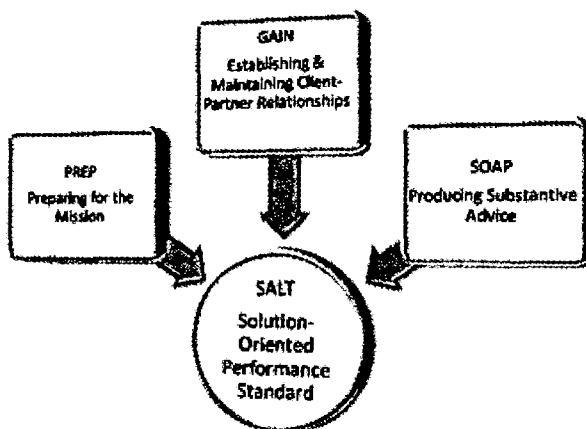 GAIN
Establishing &
Maintaining Client-
Partner Relationships
PREP
Preparing for the
Mission
SOAP
Producing Substantive
Advice
SALT
Solution-
Oriented
Performance
Standard